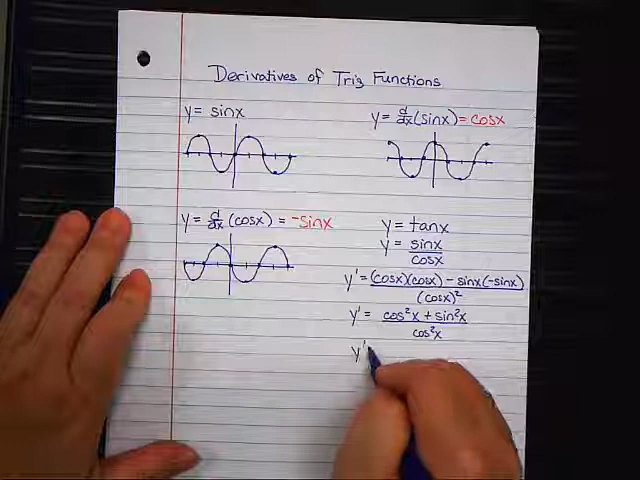 Derivatives of Trig Functions
y = sinx
y = d/dx (sinx) = cosx
y = d/dx (cosx) = -sinx
y = tanx
y = sinx/cosx
y' = (cosx)(cosx) - sinx(-sinx)/(cosx)²
y' = cos²x + sin²x/cos²x
y'